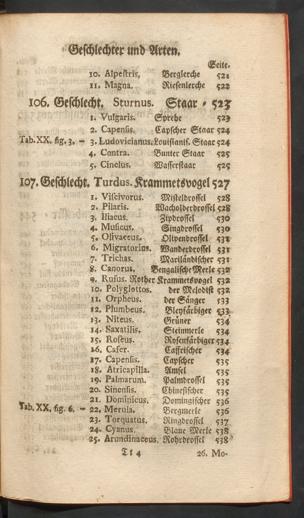 Geschlechter und Arten.
Seite.
10. Alpestris, Berglerche 521
11. Magna. Riesenlerche 522
106. Geschlecht. Sturnus. Staar - 523
1. Vulgaris. Sprehe 523
2. Capensis. Capscher Staar 524
Tab. XX. fig. 3. - 3. Ludovicianus. Louisianis. Staar 524
4. Contra. Bunter Staar 525
5. Cinclus. Wasserstaar 525
107. Geschlecht. Turdus. Krammetsvogel 527
1. Viscivorus. Misteldrossel 528
2. Pilaris. Wacholderdrossel 528
3. Iliacus. Zipdrossel 530
4. Musicus. Singdrossel 530
5. Olivaceus. Olivendrossel 531
6. Migratorius. Wanderdrossel 531
7. Trichas. Mariländischer 531
8. Canorus. Bengalische Merle 532
9. Rufus. Rother Krammetsvogel 532
10. Polyglottos. der Melodist 532
11. Orpheus. der Sänger 533
12. Plumbeus. Bleyfärbiger 533
13. Niteus. Grüner 534
14. Saxatilis. Steinmerle 534
15. Roseus. Rosenfärbiger 534
16. Cafer. Caffrischer 534
17. Capensis. Capscher 535
18. Atricapilla. Amsel 535
19. Palmarum. Palmdrossel 535
20. Sinensis. Chinesischer 535
21. Dominicus. Domingischer 536
Tab. XX. fig. 6. - 22. Merula. Bergmerle 536
23. Torquatus. Ringdrossel 537
24. Cyanus. Blaue Merle 538
25. Arundinaceus. Rohrdrossel 538
Tt 4 26. Mo-